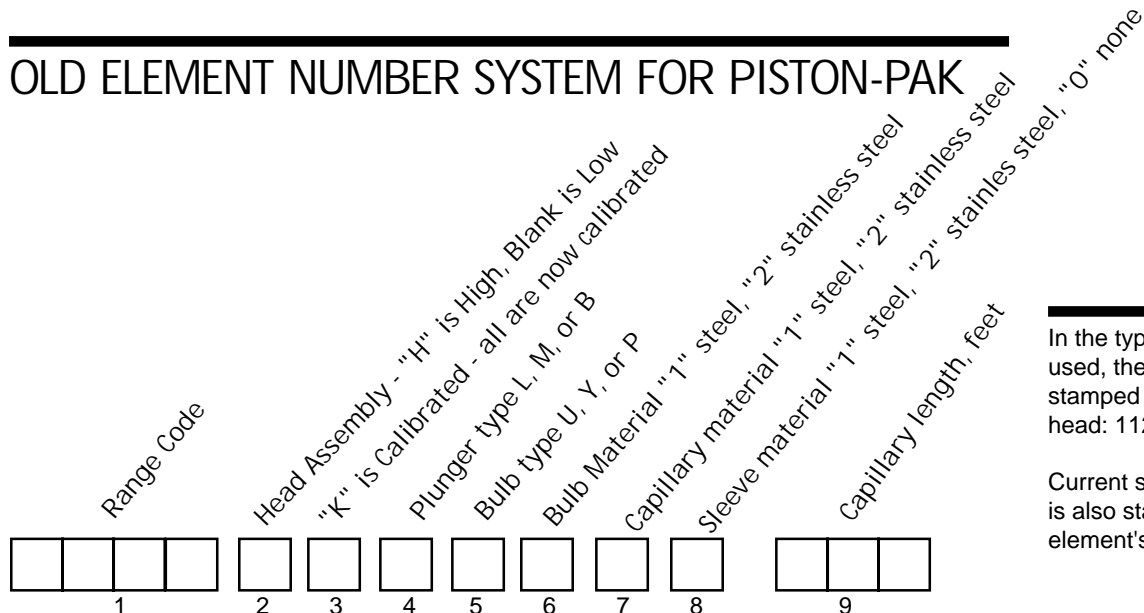 OLD ELEMENT NUMBER SYSTEM FOR PISTON-PAK
Range Code
Head Assembly - "H" is High, Blank is Low
"K" is Calibrated - all are now calibrated
Plunger type L, M, or B
Bulb type U, Y, or P
Bulb Material "1" steel, "2" stainless steel
Capillary material "1" steel, "2" stainless steel
Sleeve material "1" steel, "2" stainles steel, "0" none
Capillary length, feet
1 2 3 4 5 6 7 8 9
In the typ
used, the
stamped
head: 112
Current s
is also sta
element's